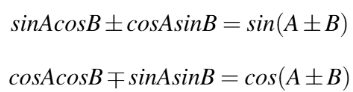 sinAcosB ± cosAsinB = sin(A ± B)
cosAcosB ∓ sinAsinB = cos(A ± B)